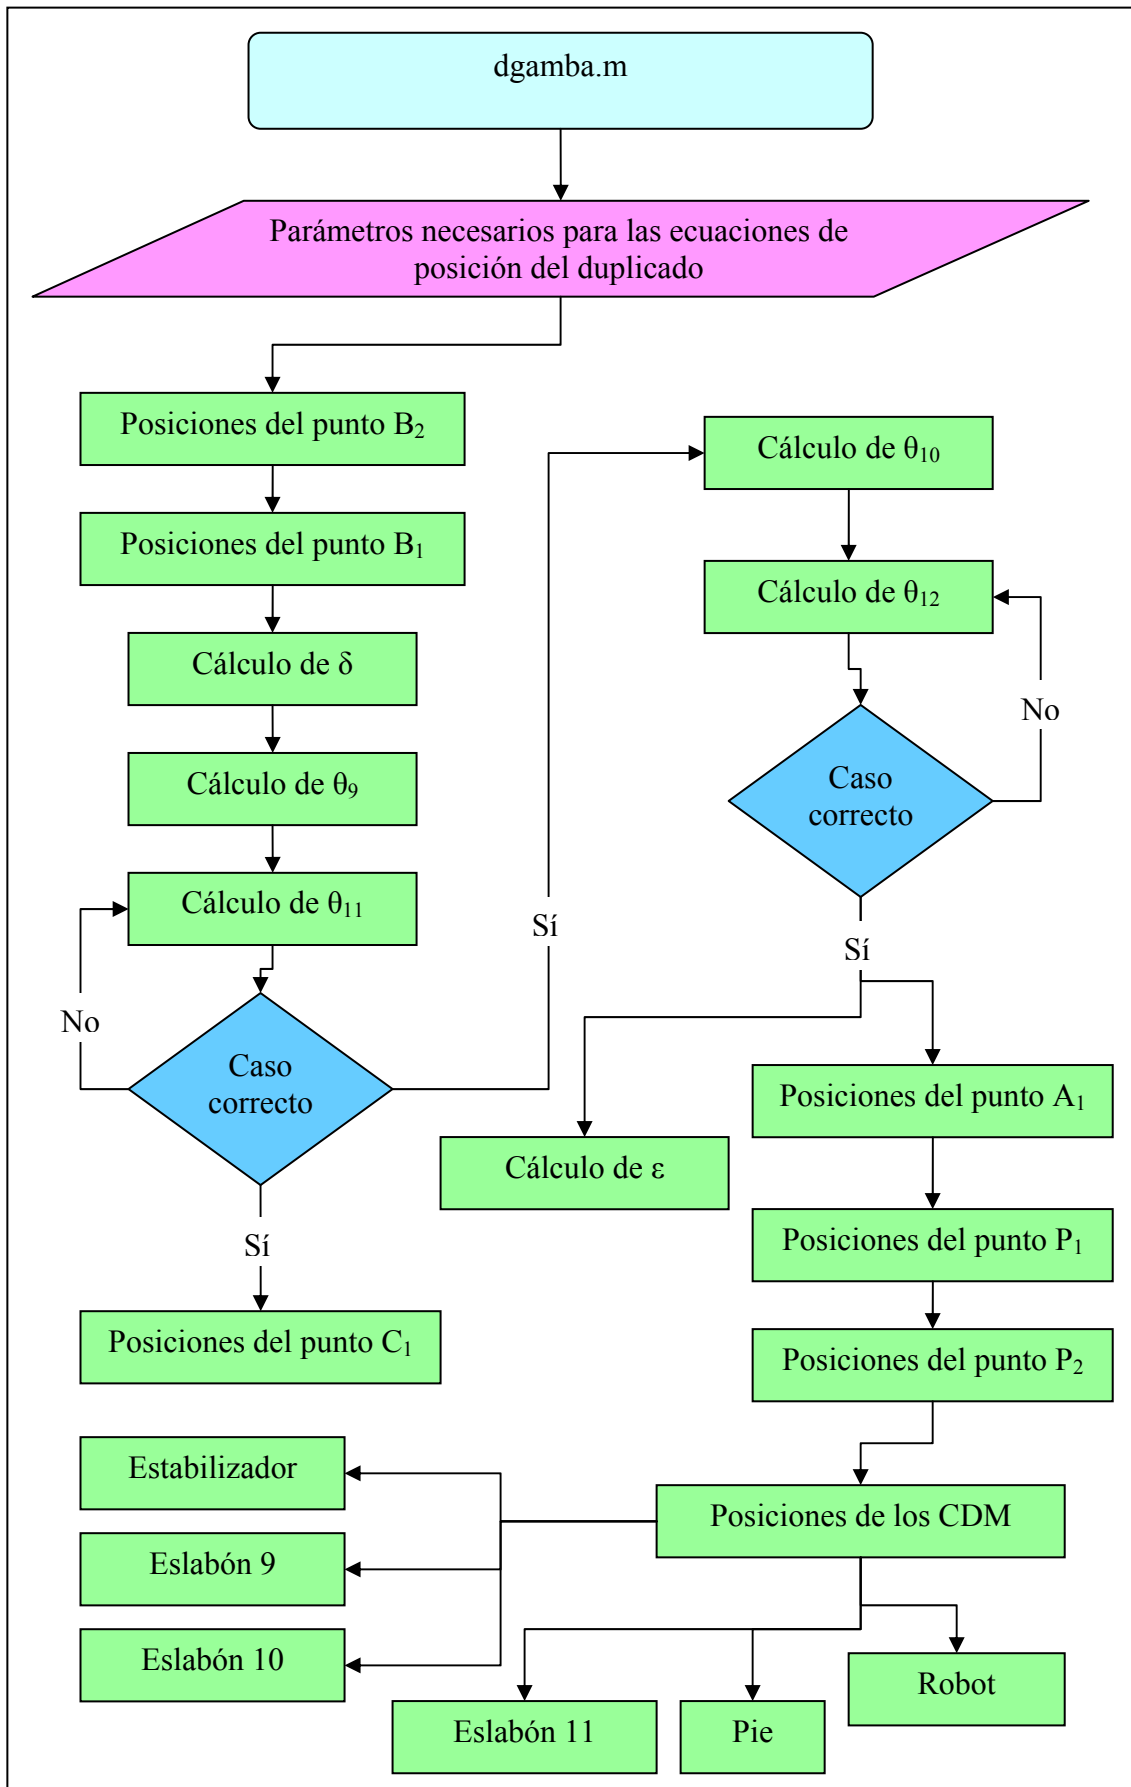 dgamba.m
Parámetros necesarios para las ecuaciones de
posición del duplicado
Posiciones del punto B₂
Posiciones del punto B₁
Cálculo de δ
Cálculo de θ₉
Cálculo de θ₁₁
No
Caso
correcto
Sí
Posiciones del punto C₁
Sí
Cálculo de θ₁₀
Cálculo de θ₁₂
No
Caso
correcto
Sí
Cálculo de ε
Posiciones del punto A₁
Posiciones del punto P₁
Posiciones del punto P₂
Posiciones de los CDM
Estabilizador
Eslabón 9
Eslabón 10
Eslabón 11
Pie
Robot